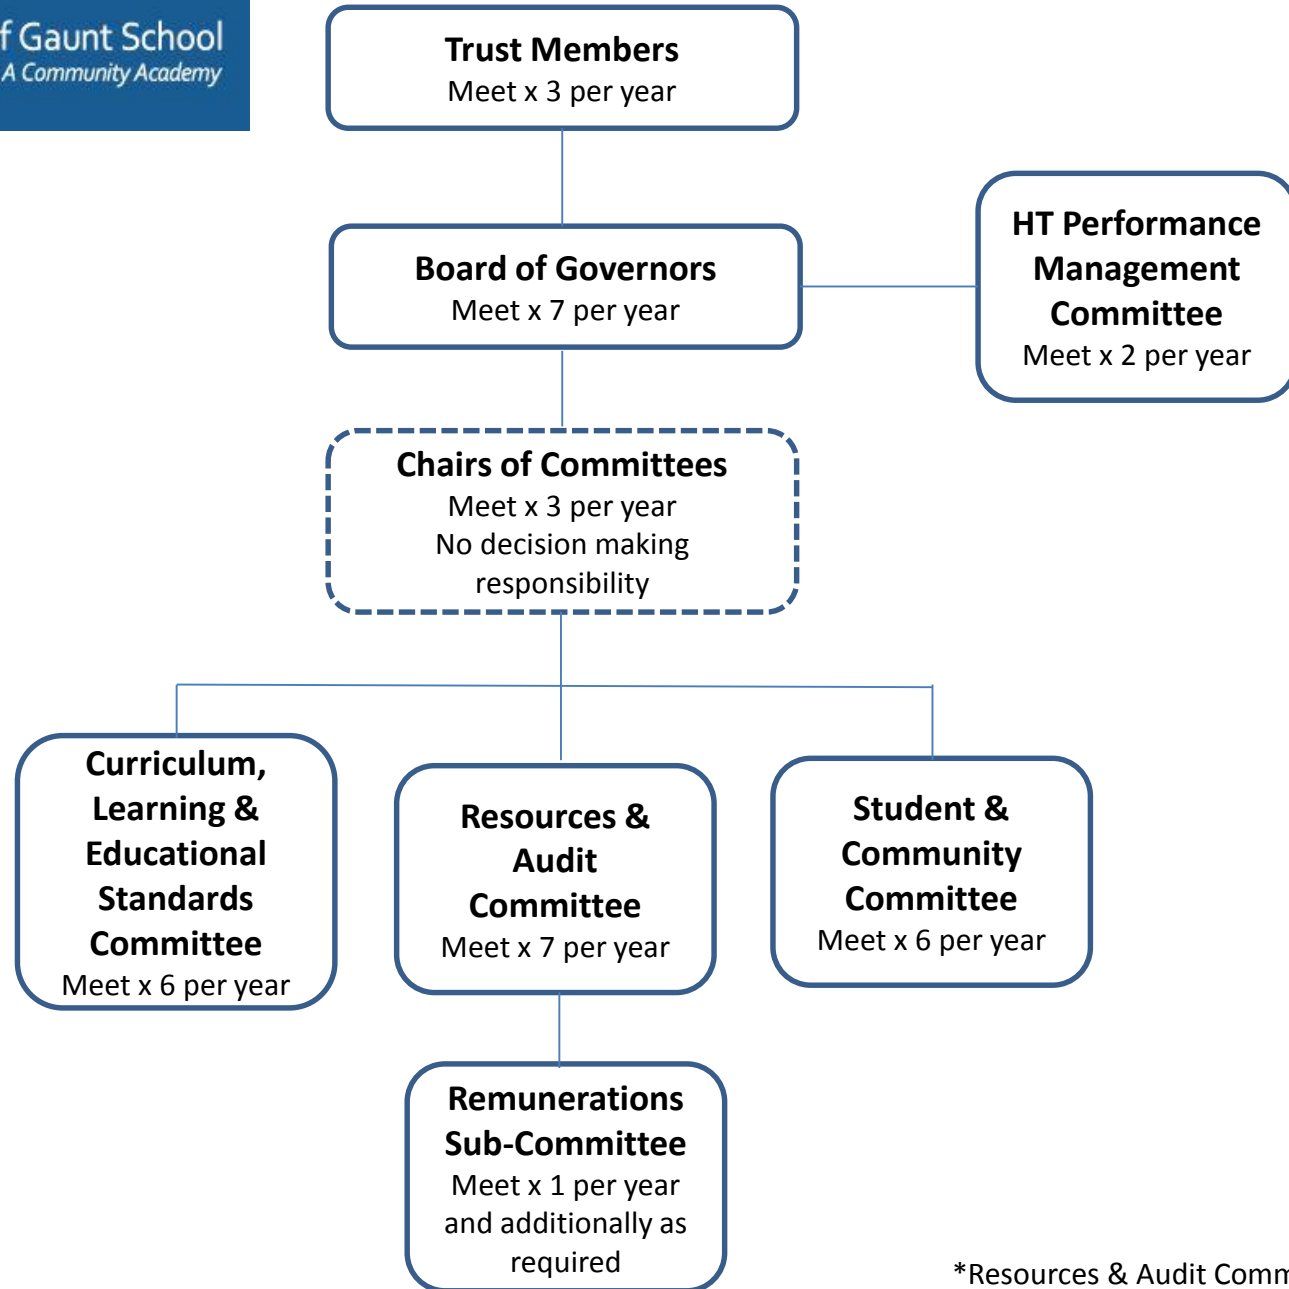 f Gaunt School
A Community Academy
Trust Members
Meet x 3 per year
Board of Governors
Meet x 7 per year
HT Performance
Management
Committee
Meet x 2 per year
Chairs of Committees
Meet x 3 per year
No decision making
responsibility
Curriculum,
Learning &
Educational
Standards
Committee
Meet x 6 per year
Resources &
Audit
Committee
Meet x 7 per year
Student &
Community
Committee
Meet x 6 per year
Remunerations
Sub-Committee
Meet x 1 per year
and additionally as
required
*Resources & Audit Comm